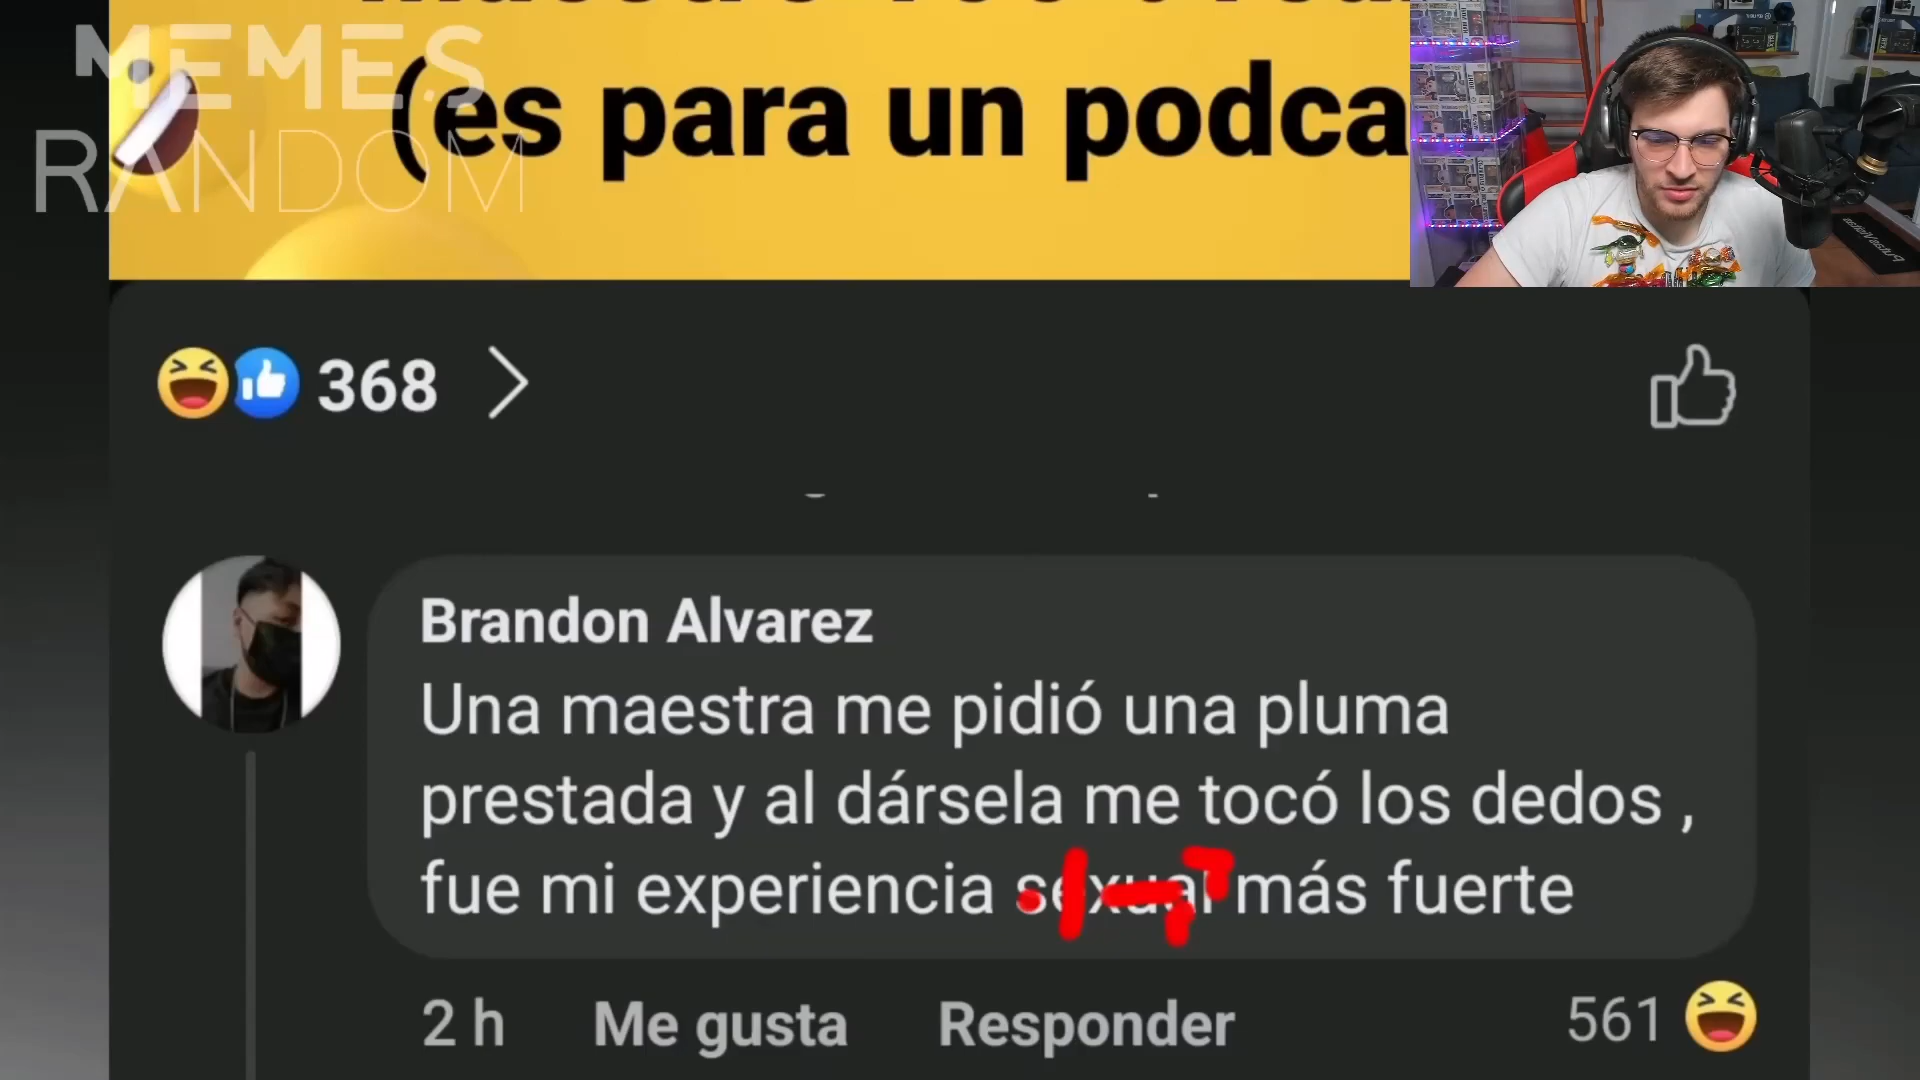 MEMES
RANDOM
(es para un podca
368
Brandon Alvarez
Una maestra me pidió una pluma
prestada y al dársela me tocó los dedos ,
fue mi experiencia sexual más fuerte
2 h Me gusta Responder 561